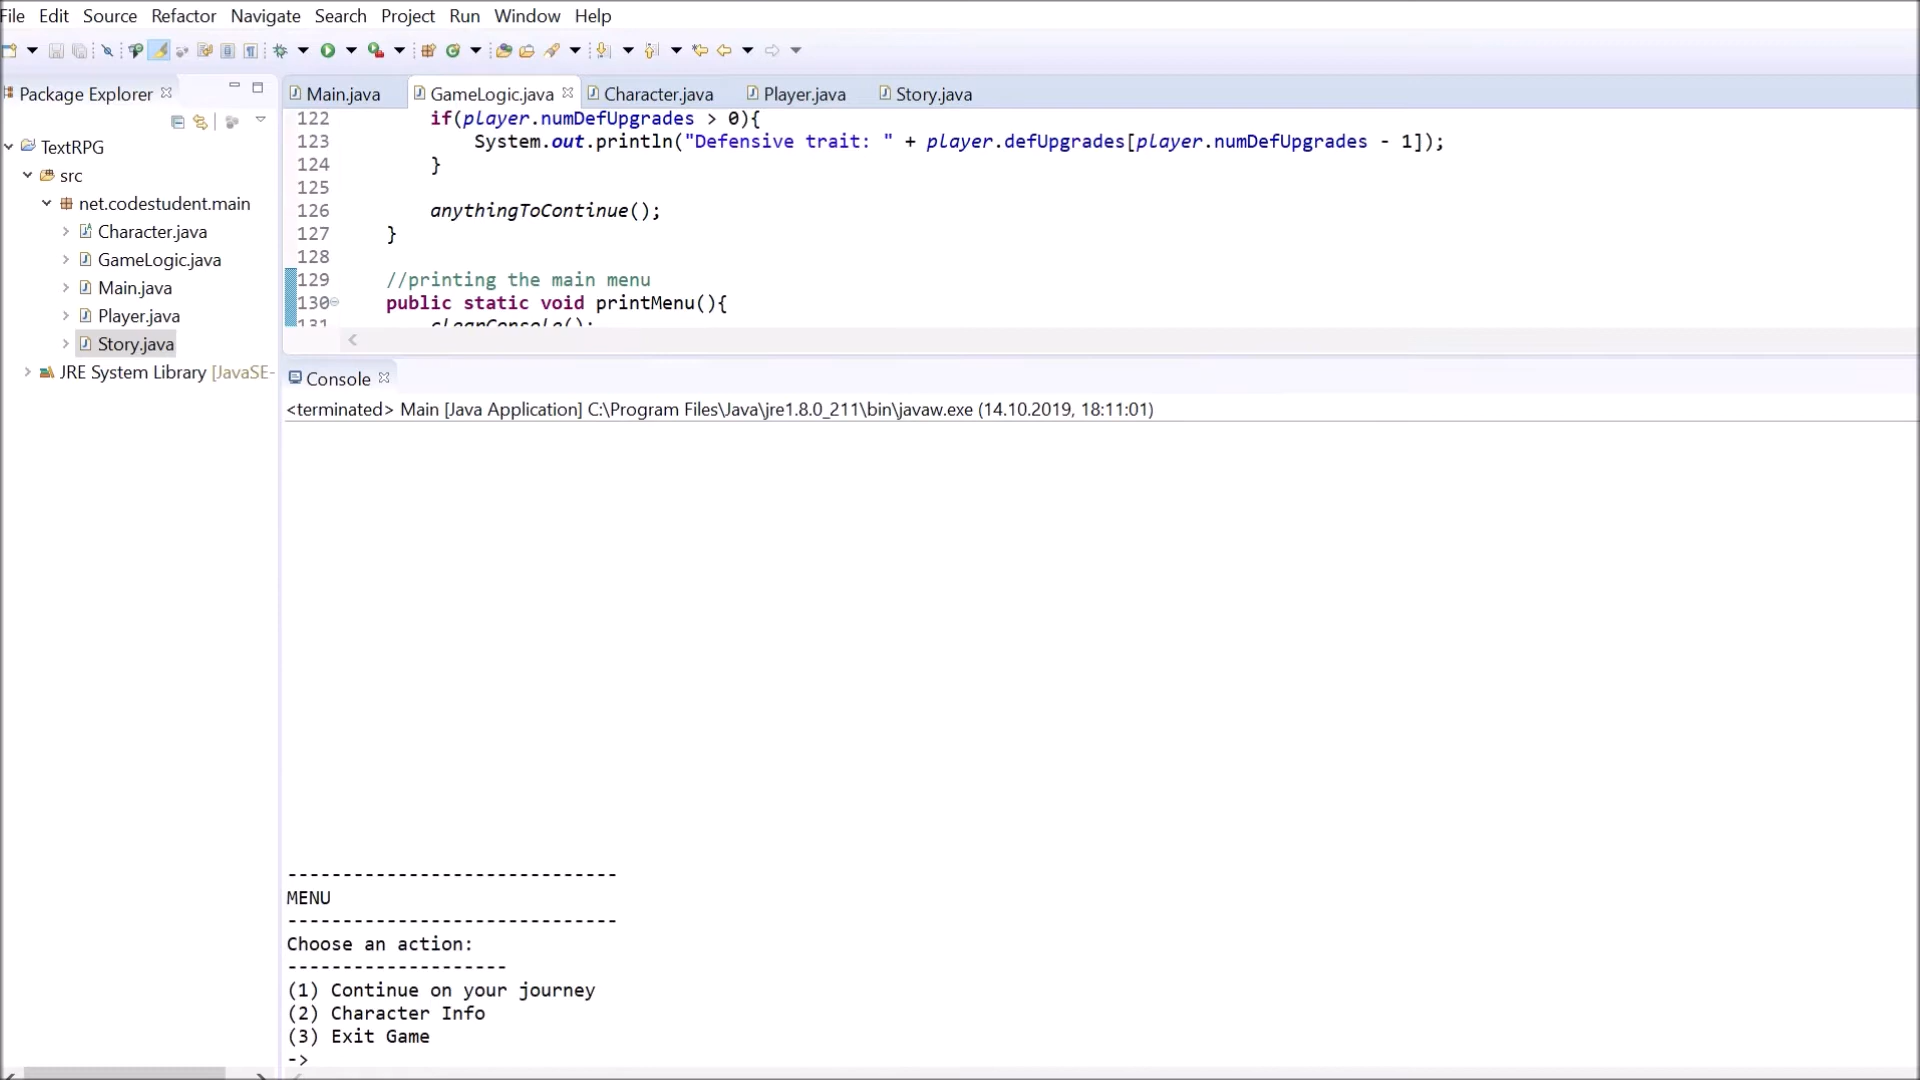 File Edit Source Refactor Navigate Search Project Run Window Help
Package Explorer
TextRPG
src
net.codestudent.main
Character.java
GameLogic.java
Main.java
Player.java
Story.java
JRE System Library [JavaSE-
Main.java GameLogic.java Character.java Player.java Story.java
122 if(player.numDefUpgrades > 0){
123 System.out.println("Defensive trait: " + player.defUpgrades[player.numDefUpgrades - 1]);
124 }
125
126 anythingToContinue();
127 }
128
129 //printing the main menu
130 public static void printMenu(){
131 clearConsole();
Console
<terminated> Main [Java Application] C:\Program Files\Java\jre1.8.0_211\bin\javaw.exe (14.10.2019, 18:11:01)
------------------------------
MENU
------------------------------
Choose an action:
--------------------
(1) Continue on your journey
(2) Character Info
(3) Exit Game
->